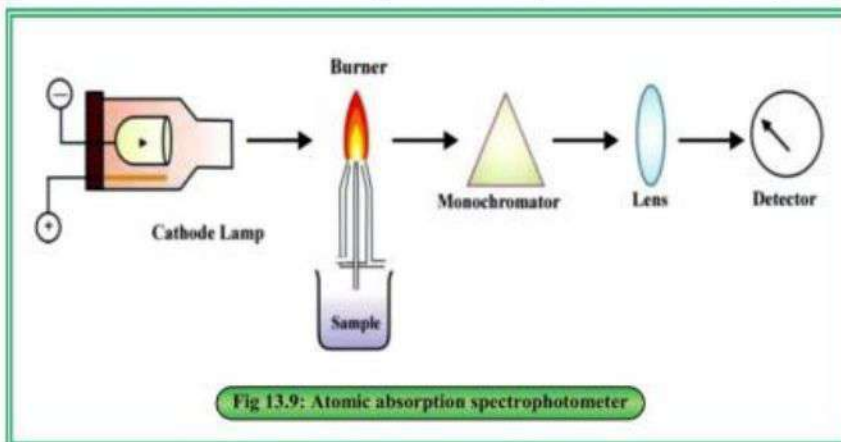 Burner
Cathode Lamp
Sample
Monochromator
Lens
Detector
Fig 13.9: Atomic absorption spectrophotometer